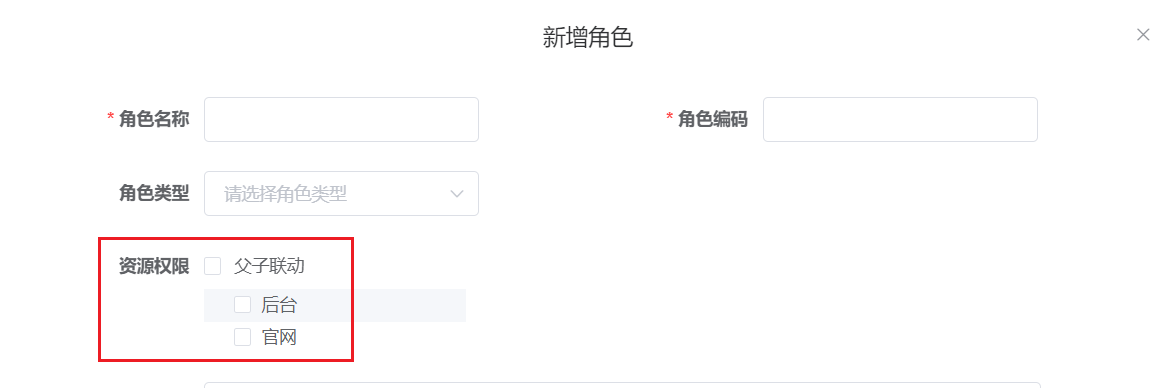 新增角色
* 角色名称
* 角色编码
角色类型 请选择角色类型
资源权限 父子联动
后台
官网